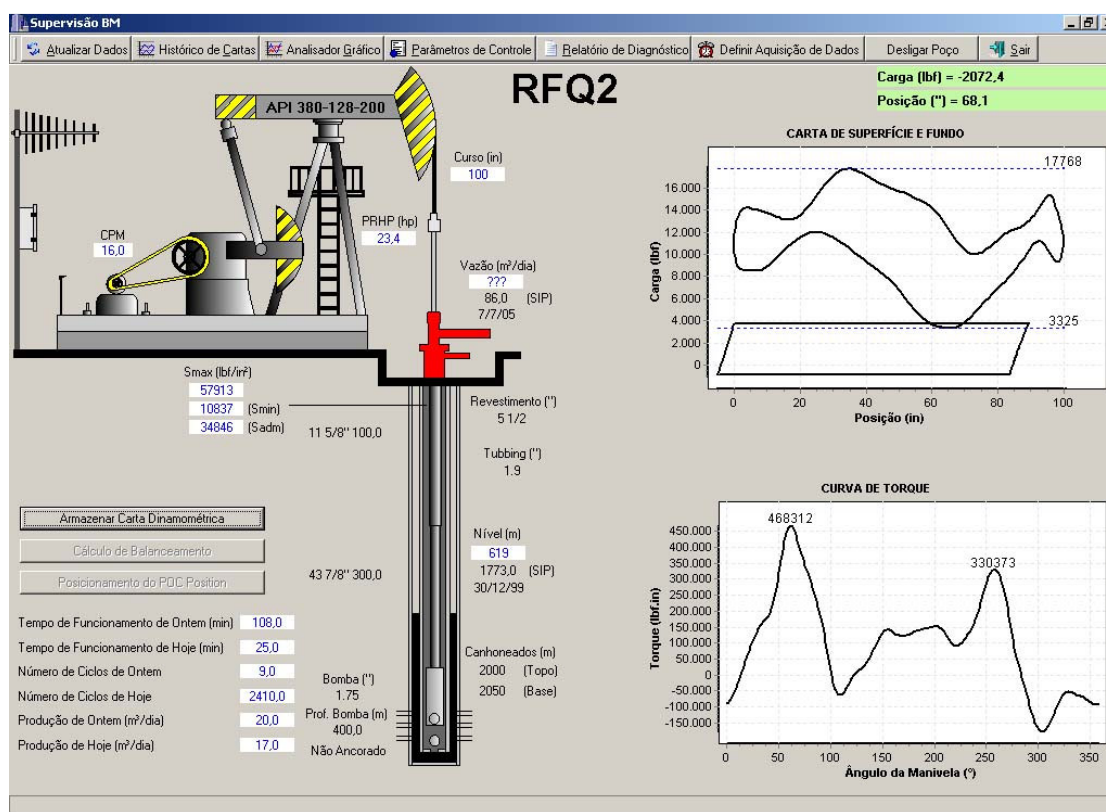 Supervisão BM
Atualizar Dados Histórico de Cartas Analisador Gráfico Parâmetros de Controle Relatório de Diagnóstico Definir Aquisição de Dados Desligar Poço Sair
RFQ2
Carga (lbf) = -2072,4
Posição (") = 68,1
API 380-128-200
CPM
16,0
Curso (in)
100
PRHP (hp)
23,4
Vazão (m³/dia)
???
86,0 (SIP)
7/7/05
Smax (lbf/in²)
57913
10837 (Smin)
34846 (Sadm)
11 5/8" 100,0
Revestimento (")
5 1/2
Tubbing (")
1.9
Armazenar Carta Dinamométrica
Cálculo de Balanceamento
Posicionamento do POC Position
43 7/8" 300,0
Nível (m)
619
1773,0 (SIP)
30/12/99
Tempo de Funcionamento de Ontem (min) 108,0
Tempo de Funcionamento de Hoje (min) 25,0
Número de Ciclos de Ontem 9,0
Número de Ciclos de Hoje 2410,0
Produção de Ontem (m³/dia) 20,0
Produção de Hoje (m³/dia) 17,0
Bomba (")
1.75
Prof. Bomba (m)
400,0
Não Ancorado
Canhoneados (m)
2000 (Topo)
2050 (Base)
CARTA DE SUPERFÍCIE E FUNDO
17768
16.000
14.000
12.000
10.000
8.000
6.000
4.000
3325
2.000
0
Carga (lbf)
0 20 40 60 80 100
Posição (in)
CURVA DE TORQUE
468312
330373
450.000
400.000
350.000
300.000
250.000
200.000
150.000
100.000
50.000
0
-50.000
-100.000
-150.000
Torque (lbf.in)
0 50 100 150 200 250 300 350
Ângulo da Manivela (º)